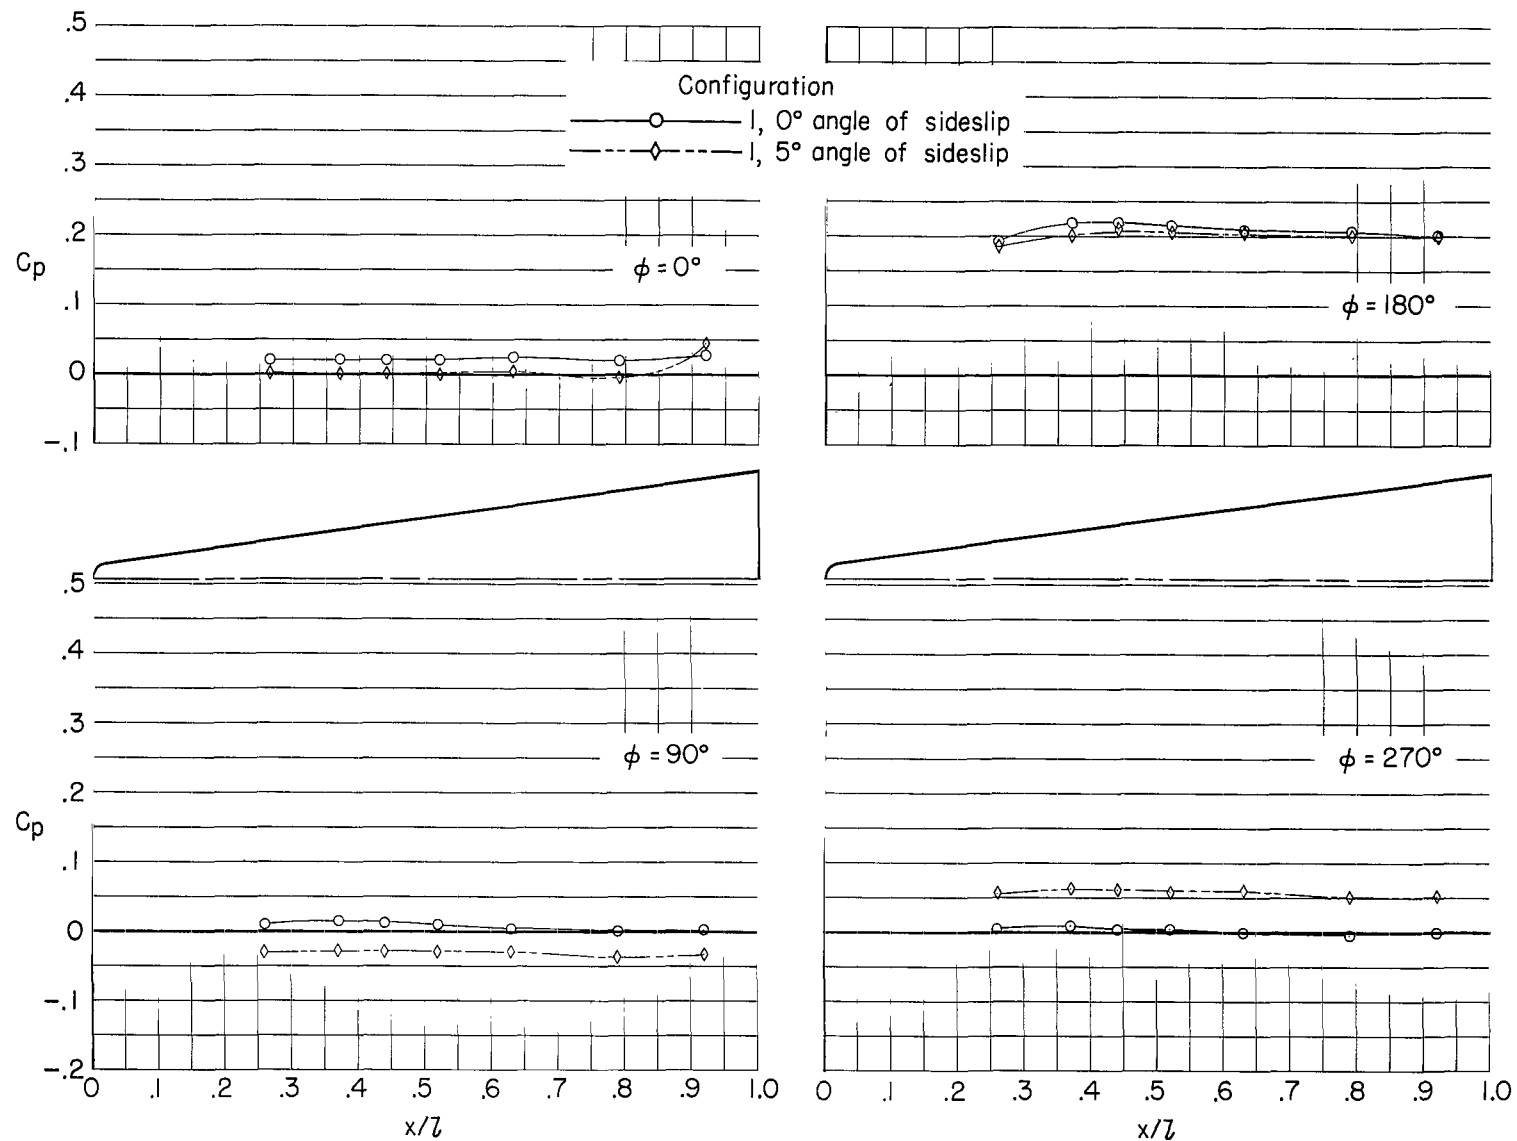 .5
.4
.3
.2
Cp
.1
0
-.1
Configuration
1, 0° angle of sideslip
1, 5° angle of sideslip
ϕ = 0°
ϕ = 180°
.5
.4
.3
.2
Cp
.1
0
-.1
-.2
ϕ = 90°
ϕ = 270°
0 .1 .2 .3 .4 .5 .6 .7 .8 .9 1.0
x/l
0 .1 .2 .3 .4 .5 .6 .7 .8 .9 1.0
x/l